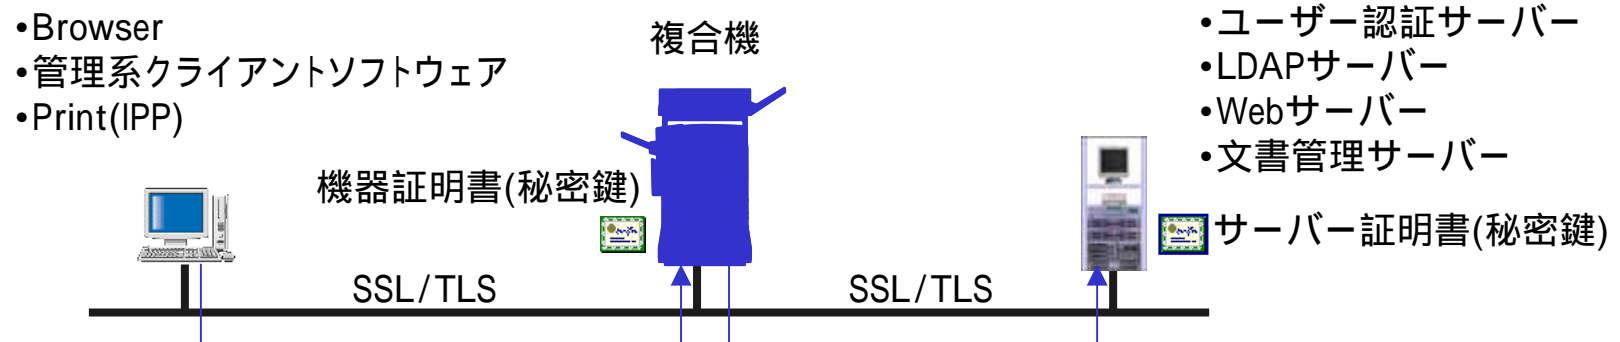 •Browser
•管理系クライアントソフトウェア
•Print(IPP)
複合機
•ユーザー認証サーバー
•LDAPサーバー
•Webサーバー
•文書管理サーバー
機器証明書(秘密鍵)
サーバー証明書(秘密鍵)
SSL/TLS
SSL/TLS